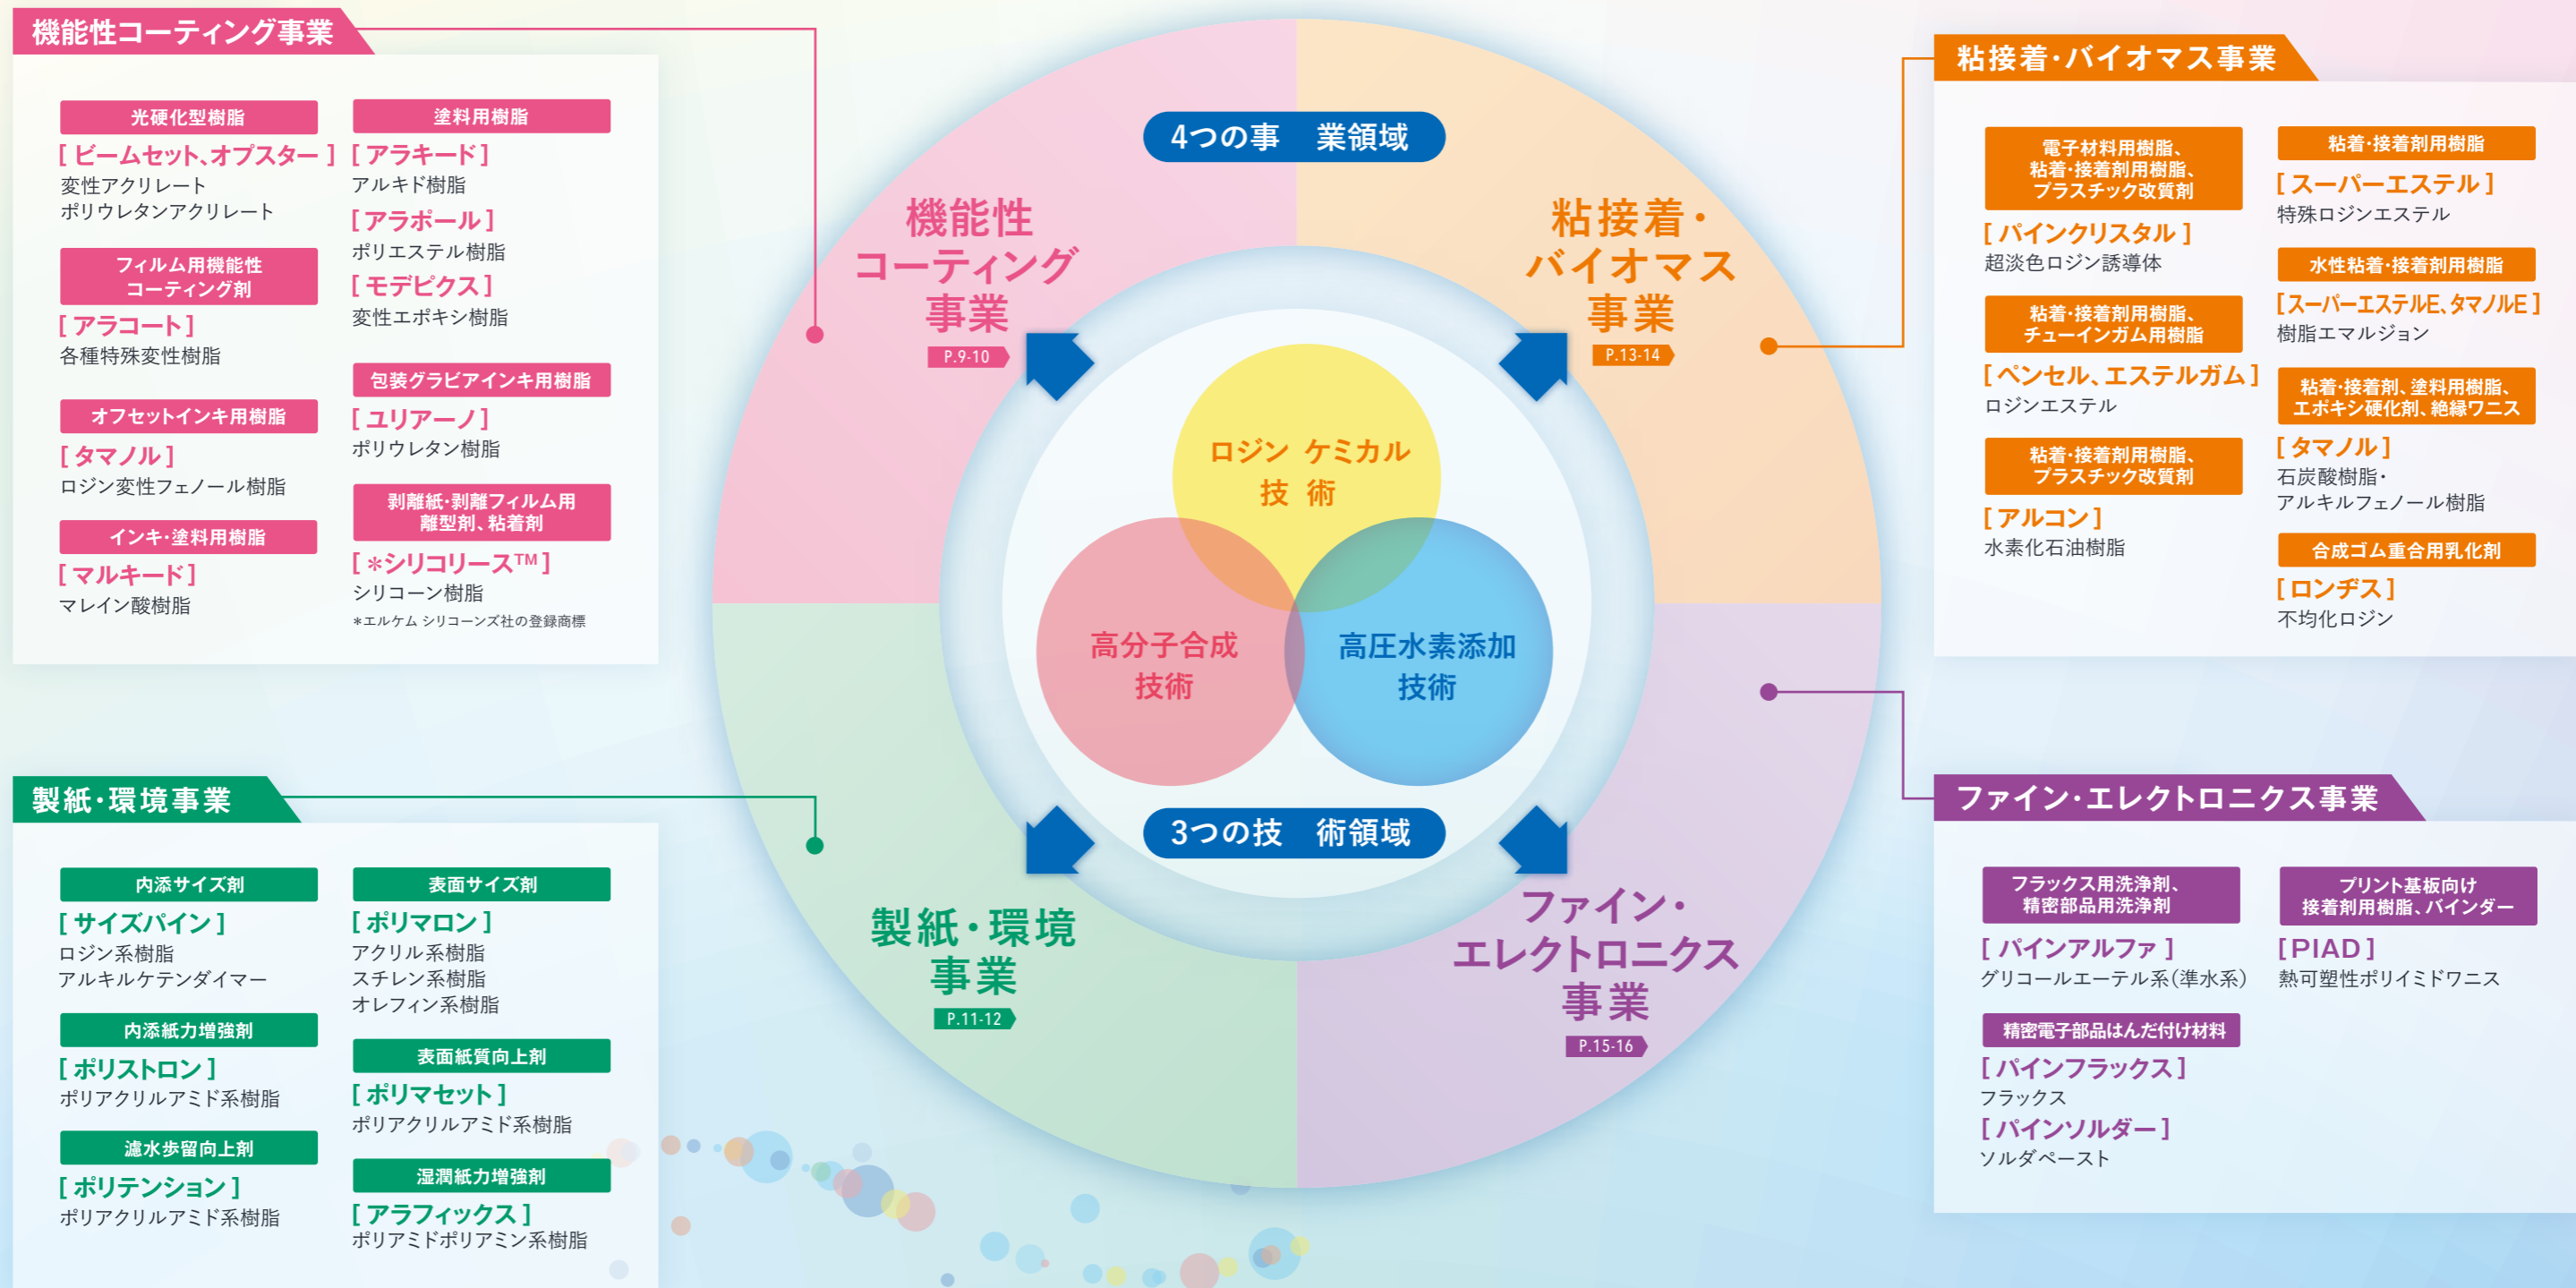 機能性コーティング事業
光硬化型樹脂
[ ビームセット、オプスター ]
変性アクリレート
ポリウレタンアクリレート
フィルム用機能性
コーティング剤
[ アラコート ]
各種特殊変性樹脂
オフセットインキ用樹脂
[ タマノル ]
ロジン変性フェノール樹脂
インキ・塗料用樹脂
[ マルキード ]
マレイン酸樹脂
塗料用樹脂
[ アラキード ]
アルキド樹脂
[ アラポール ]
ポリエステル樹脂
[ モデピクス ]
変性エポキシ樹脂
包装グラビアインキ用樹脂
[ ユリアーノ ]
ポリウレタン樹脂
剥離紙・剥離フィルム用
離型剤、粘着剤
[ *シリコリース™ ]
シリコーン樹脂
*エルケム シリコーンズ社の登録商標
製紙・環境事業
内添サイズ剤
[ サイズパイン ]
ロジン系樹脂
アルキルケテンダイマー
内添紙力増強剤
[ ポリストロン ]
ポリアクリルアミド系樹脂
濾水歩留向上剤
[ ポリテンション ]
ポリアクリルアミド系樹脂
表面サイズ剤
[ ポリマロン ]
アクリル系樹脂
スチレン系樹脂
オレフィン系樹脂
表面紙質向上剤
[ ポリマセット ]
ポリアクリルアミド系樹脂
湿潤紙力増強剤
[ アラフィックス ]
ポリアミドポリアミン系樹脂
4つの事 業領域
機能性
コーティング
事業
P.9-10
粘接着・
バイオマス
事業
P.13-14
ロジン ケミカル
技 術
高分子合成
技術
高圧水素添加
技術
3つの技 術領域
製紙・環境
事業
P.11-12
ファイン・
エレクトロニクス
事業
P.15-16
粘接着・バイオマス事業
電子材料用樹脂、
粘着・接着剤用樹脂、
プラスチック改質剤
[ パインクリスタル ]
超淡色ロジン誘導体
粘着・接着剤用樹脂、
チューインガム用樹脂
[ ペンセル、エステルガム ]
ロジンエステル
粘着・接着剤用樹脂、
プラスチック改質剤
[ アルコン ]
水素化石油樹脂
粘着・接着剤用樹脂
[ スーパーエステル ]
特殊ロジンエステル
水性粘着・接着剤用樹脂
[スーパーエステルE、タマノルE ]
樹脂エマルジョン
粘着・接着剤、塗料用樹脂、
エポキシ硬化剤、絶縁ワニス
[ タマノル ]
石炭酸樹脂・
アルキルフェノール樹脂
合成ゴム重合用乳化剤
[ ロンヂス ]
不均化ロジン
ファイン・エレクトロニクス事業
フラックス用洗浄剤、
精密部品用洗浄剤
[ パインアルファ ]
グリコールエーテル系(準水系)
精密電子部品はんだ付け材料
[ パインフラックス ]
フラックス
[ パインソルダー ]
ソルダペースト
プリント基板向け
接着剤用樹脂、バインダー
[ PIAD ]
熱可塑性ポリイミドワニス